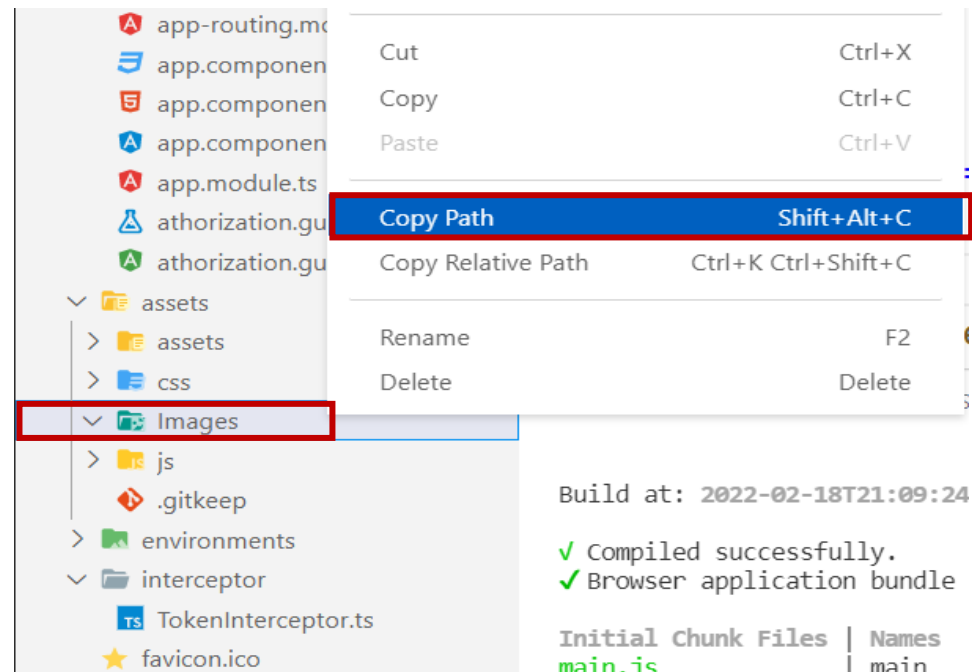 app-routing.mo
app.componen
app.componen
app.componen
app.module.ts
athorization.gu
athorization.gu
assets
assets
css
Images
js
.gitkeep
environments
interceptor
TS TokenInterceptor.ts
favicon.ico
Cut Ctrl+X
Copy Ctrl+C
Paste Ctrl+V
Copy Path Shift+Alt+C
Copy Relative Path Ctrl+K Ctrl+Shift+C
Rename F2
Delete Delete
Build at: 2022-02-18T21:09:24
√ Compiled successfully.
✔ Browser application bundle
Initial Chunk Files | Names
main.js | main